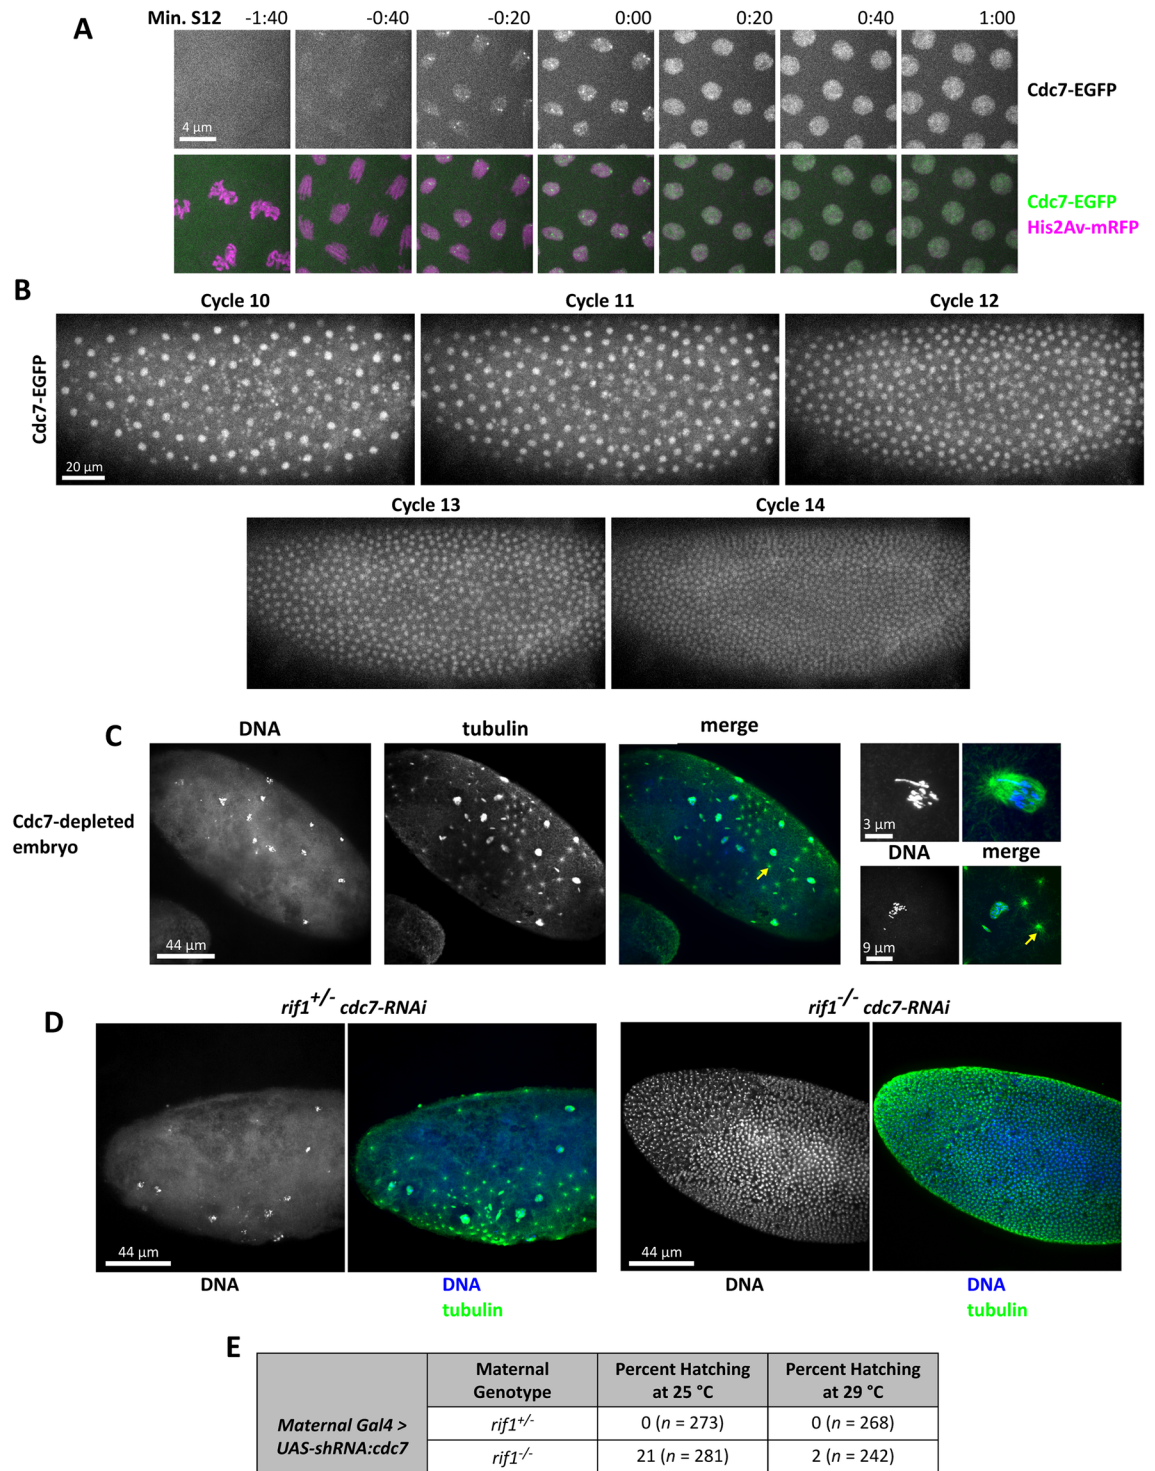 A
Min. S12 -1:40 -0:40 -0:20 0:00 0:20 0:40 1:00
Cdc7-EGFP
4 µm
Cdc7-EGFP
His2Av-mRFP
B
Cycle 10 Cycle 11 Cycle 12
Cdc7-EGFP
20 µm
Cycle 13 Cycle 14
C
DNA tubulin merge
Cdc7-depleted
embryo
3 µm
DNA merge
44 µm
9 µm
D
rif1+/- cdc7-RNAi rif1-/- cdc7-RNAi
44 µm 44 µm
DNA DNA DNA DNA
tubulin tubulin
E
Maternal Gal4 >
UAS-shRNA:cdc7
Maternal
Genotype
Percent Hatching
at 25 °C
Percent Hatching
at 29 °C
rif1+/- 0 (n = 273) 0 (n = 268)
rif1-/- 21 (n = 281) 2 (n = 242)